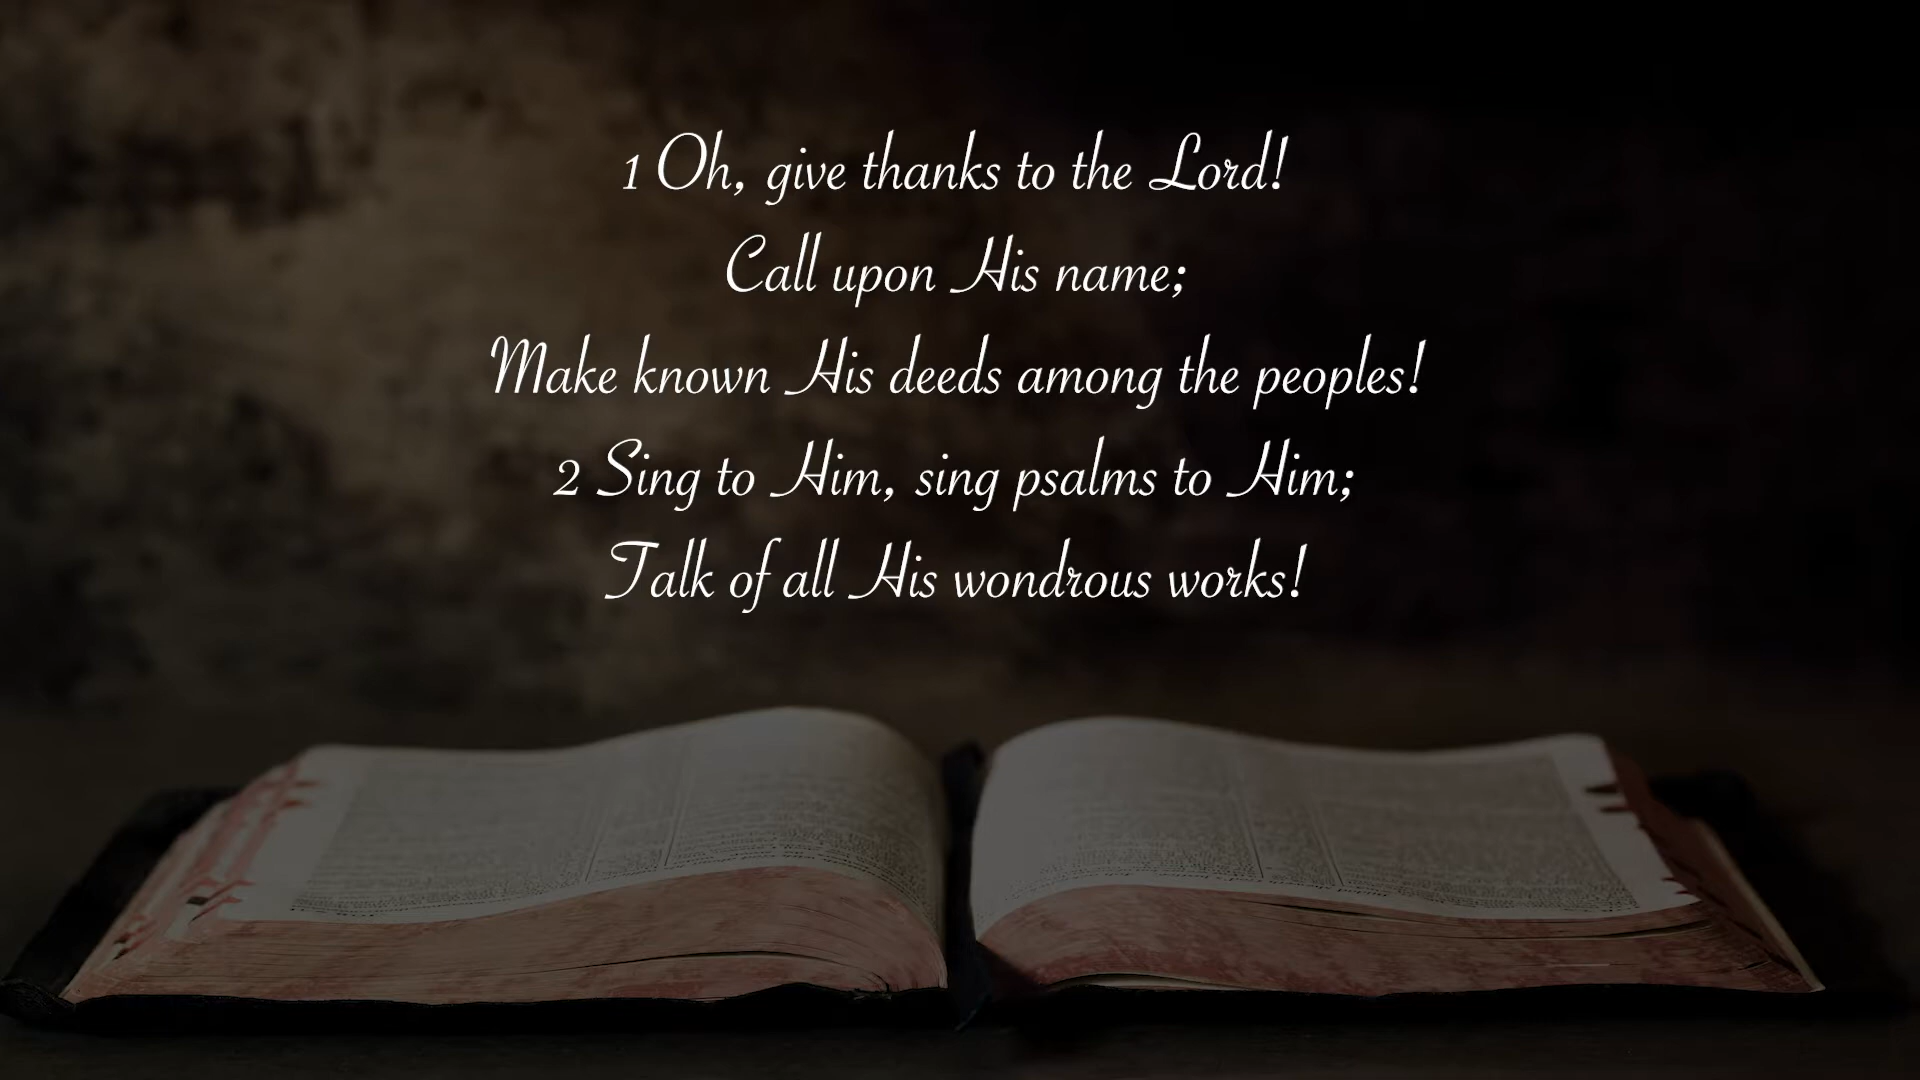 1 Oh, give thanks to the Lord!
Call upon His name;
Make known His deeds among the peoples!
2 Sing to Him, sing psalms to Him;
Talk of all His wondrous works!